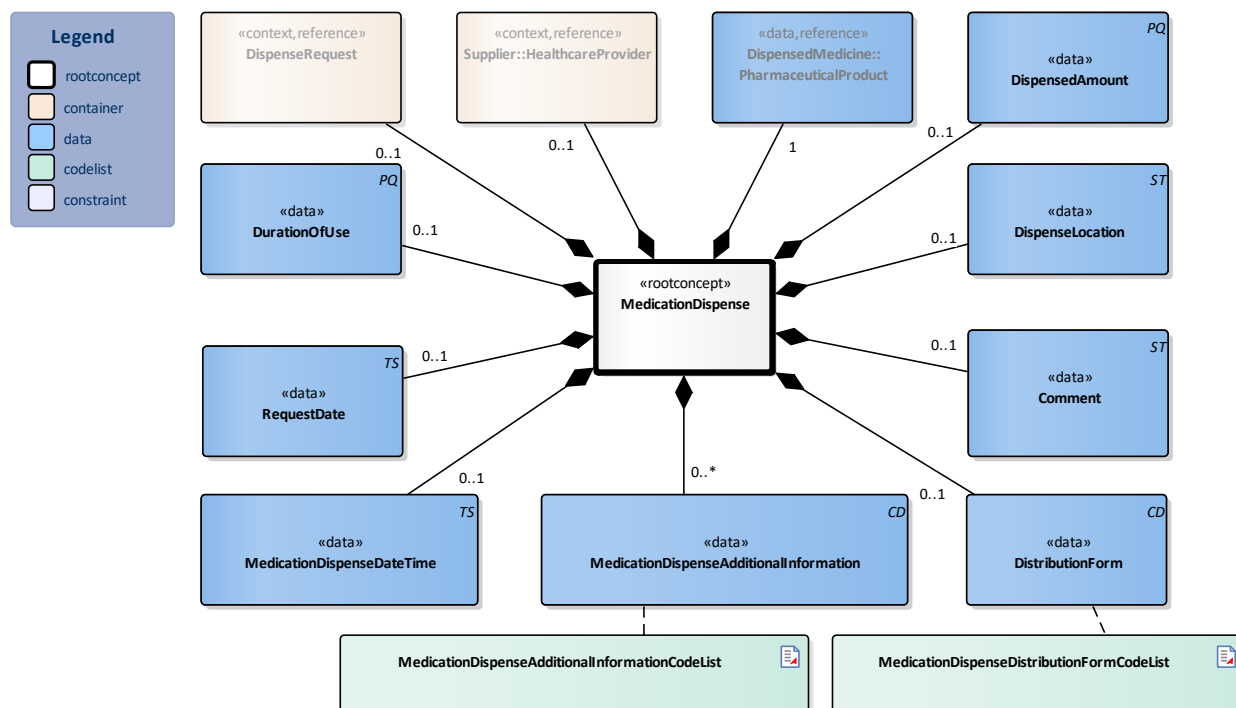 Legend
rootconcept
container
data
codelist
constraint
«context,reference»
DispenseRequest
«context,reference»
Supplier::HealthcareProvider
«data,reference»
DispensedMedicine::
PharmaceuticalProduct
PQ
«data»
DispensedAmount
0..1
0..1
1
0..1
PQ
«data»
DurationOfUse
0..1
ST
«data»
DispenseLocation
0..1
«rootconcept»
MedicationDispense
TS
«data»
RequestDate
0..1
ST
«data»
Comment
0..1
0..1
0..*
0..1
TS
«data»
MedicationDispenseDateTime
CD
«data»
MedicationDispenseAdditionalInformation
CD
«data»
DistributionForm
MedicationDispenseAdditionalInformationCodeList
MedicationDispenseDistributionFormCodeList